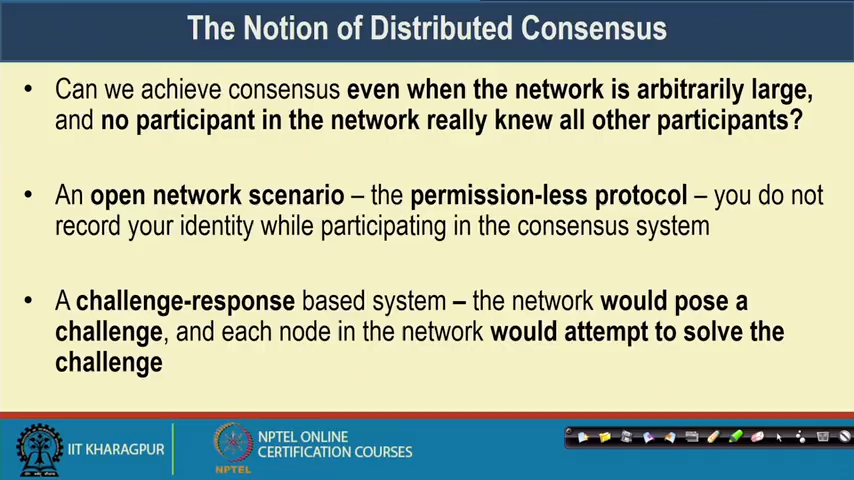 The Notion of Distributed Consensus
• Can we achieve consensus even when the network is arbitrarily large,
and no participant in the network really knew all other participants?
• An open network scenario – the permission-less protocol – you do not
record your identity while participating in the consensus system
• A challenge-response based system – the network would pose a
challenge, and each node in the network would attempt to solve the
challenge
IIT KHARAGPUR
NPTEL
NPTEL ONLINE
CERTIFICATION COURSES